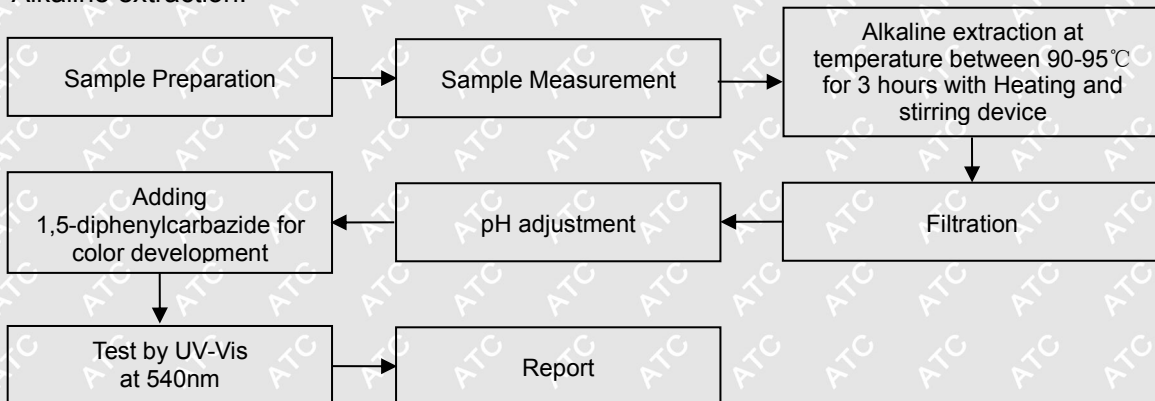 Alkaline extraction:
Sample Preparation
Sample Measurement
Alkaline extraction at
temperature between 90-95℃
for 3 hours with Heating and
stirring device
Filtration
pH adjustment
Adding
1,5-diphenylcarbazide for
color development
Test by UV-Vis
at 540nm
Report